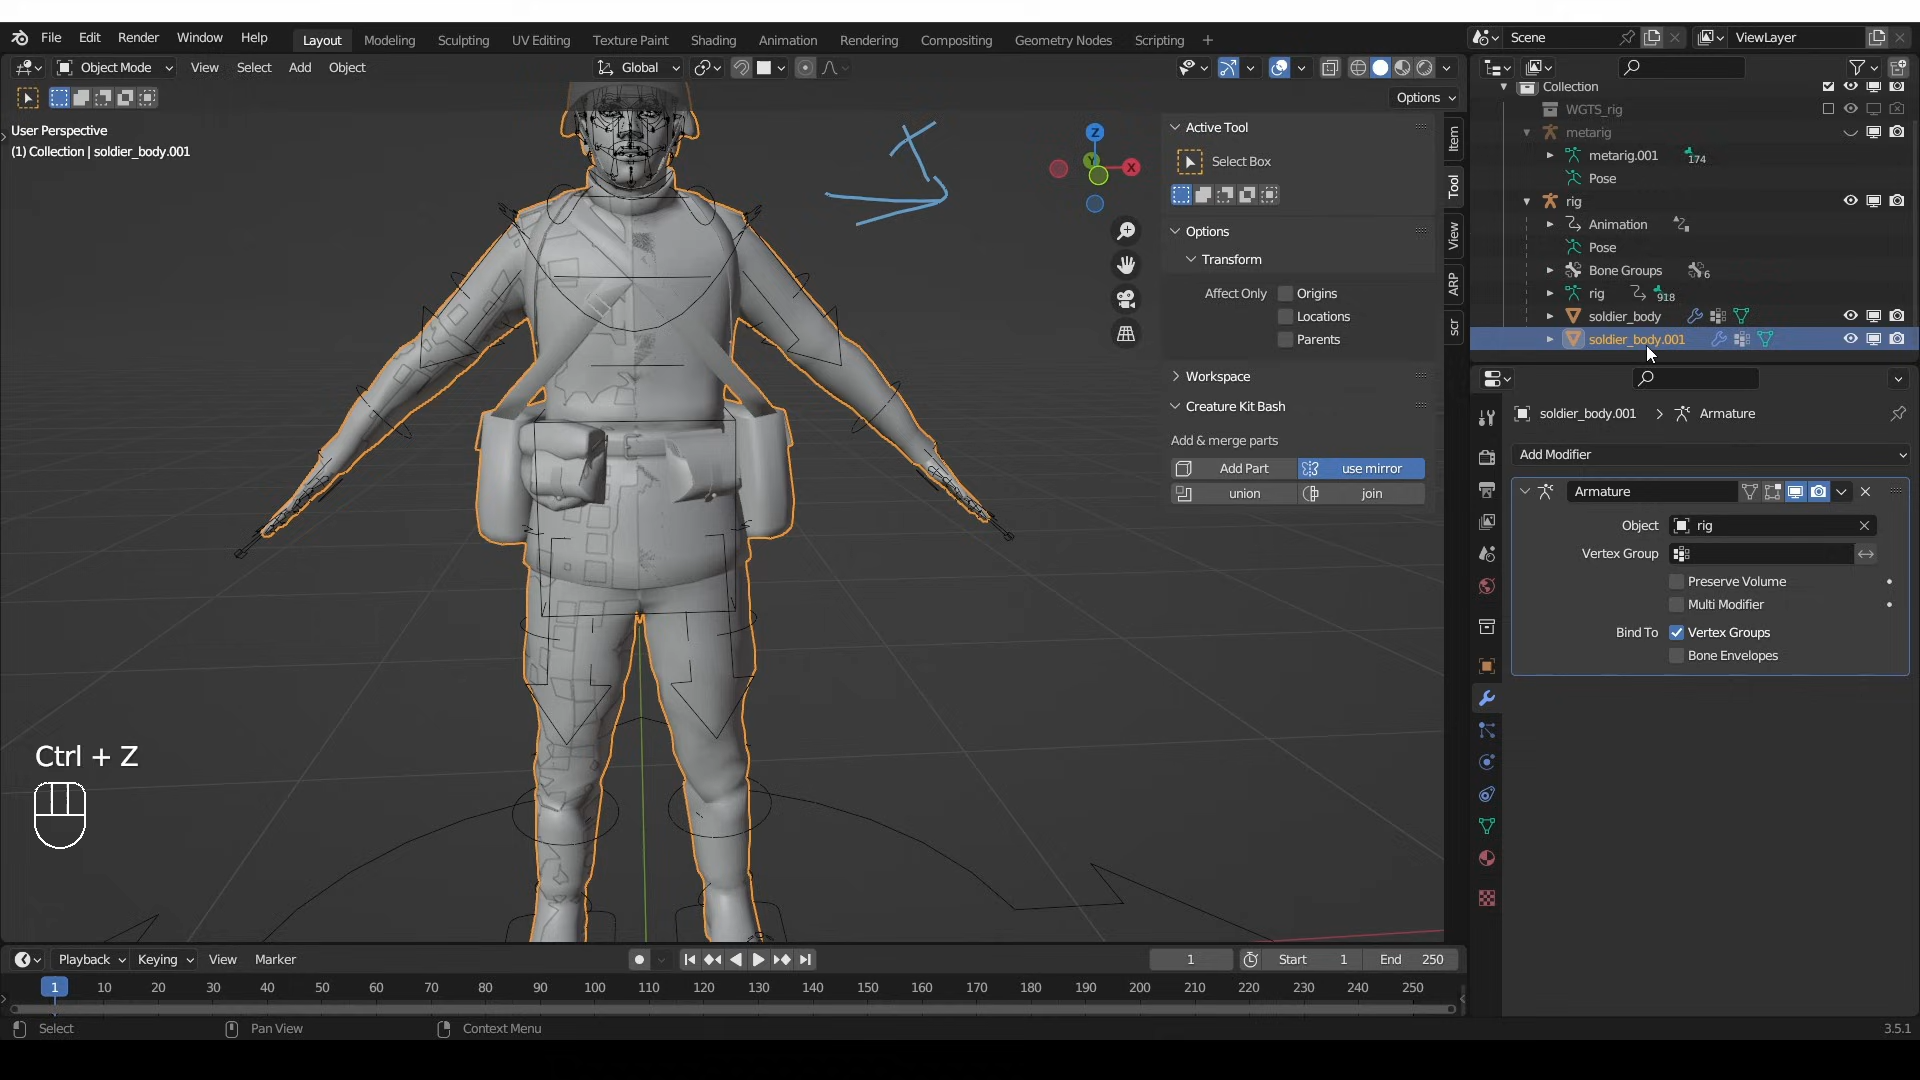 File Edit Render Window Help Layout Modeling Sculpting UV Editing Texture Paint Shading Animation Rendering Compositing Geometry Nodes Scripting + Scene ViewLayer
Object Mode View Select Add Object Global
Options
User Perspective
(1) Collection | soldier_body.001
Z
Y
X
Active Tool
Select Box
Options
Transform
Affect Only Origins
Locations
Parents
Workspace
Creature Kit Bash
Add & merge parts
Add Part use mirror
union join
Item
Tool
View
ARP
scr
Collection
WGTS_rig
metarig
metarig.001 174
Pose
rig
Animation 2
Pose
Bone Groups 6
rig 918
soldier_body
soldier_body.001
soldier_body.001 > Armature
Add Modifier
Armature
Object rig
Vertex Group
Preserve Volume
Multi Modifier
Bind To Vertex Groups
Bone Envelopes
Ctrl + Z
Playback Keying View Marker 1 Start 1 End 250
1 10 20 30 40 50 60 70 80 90 100 110 120 130 140 150 160 170 180 190 200 210 220 230 240 250
Select Pan View Context Menu 3.5.1